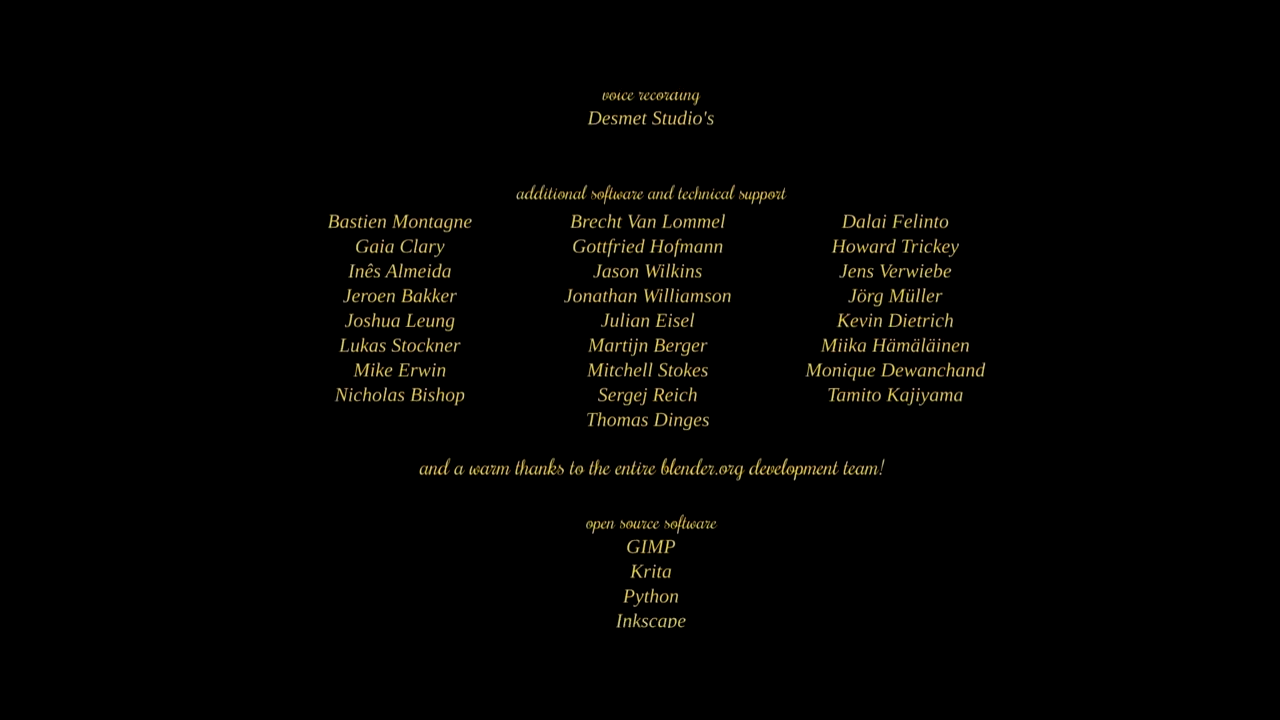 voice recording
Desmet Studio's
additional software and technical support
Bastien Montagne Brecht Van Lommel Dalai Felinto
Gaia Clary Gottfried Hofmann Howard Trickey
Inês Almeida Jason Wilkins Jens Verwiebe
Jeroen Bakker Jonathan Williamson Jörg Müller
Joshua Leung Julian Eisel Kevin Dietrich
Lukas Stockner Martijn Berger Miika Hämäläinen
Mike Erwin Mitchell Stokes Monique Dewanchand
Nicholas Bishop Sergej Reich Tamito Kajiyama
Thomas Dinges
and a warm thanks to the entire blender.org development team!
open source software
GIMP
Krita
Python
Inkscape